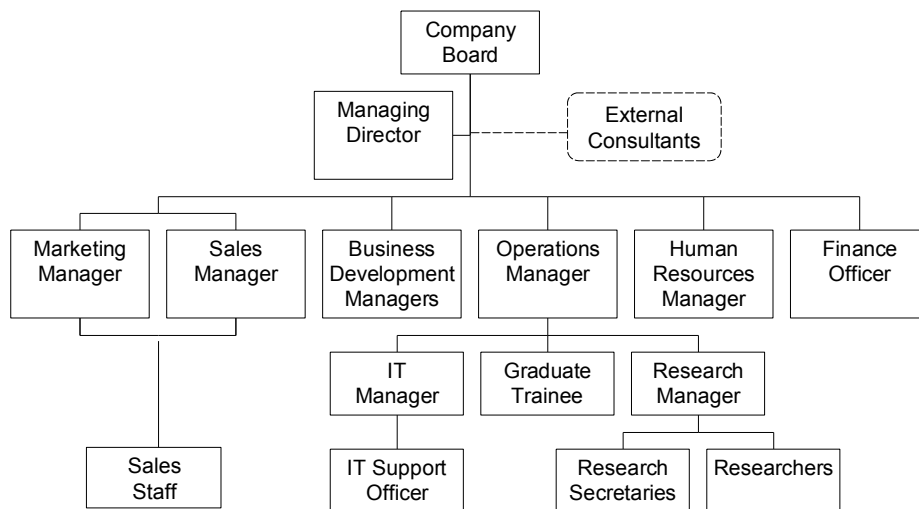 Company
Board
Managing
Director
External
Consultants
Marketing
Manager
Sales
Manager
Business
Development
Managers
Operations
Manager
Human
Resources
Manager
Finance
Officer
IT
Manager
Graduate
Trainee
Research
Manager
Sales
Staff
IT Support
Officer
Research
Secretaries
Researchers